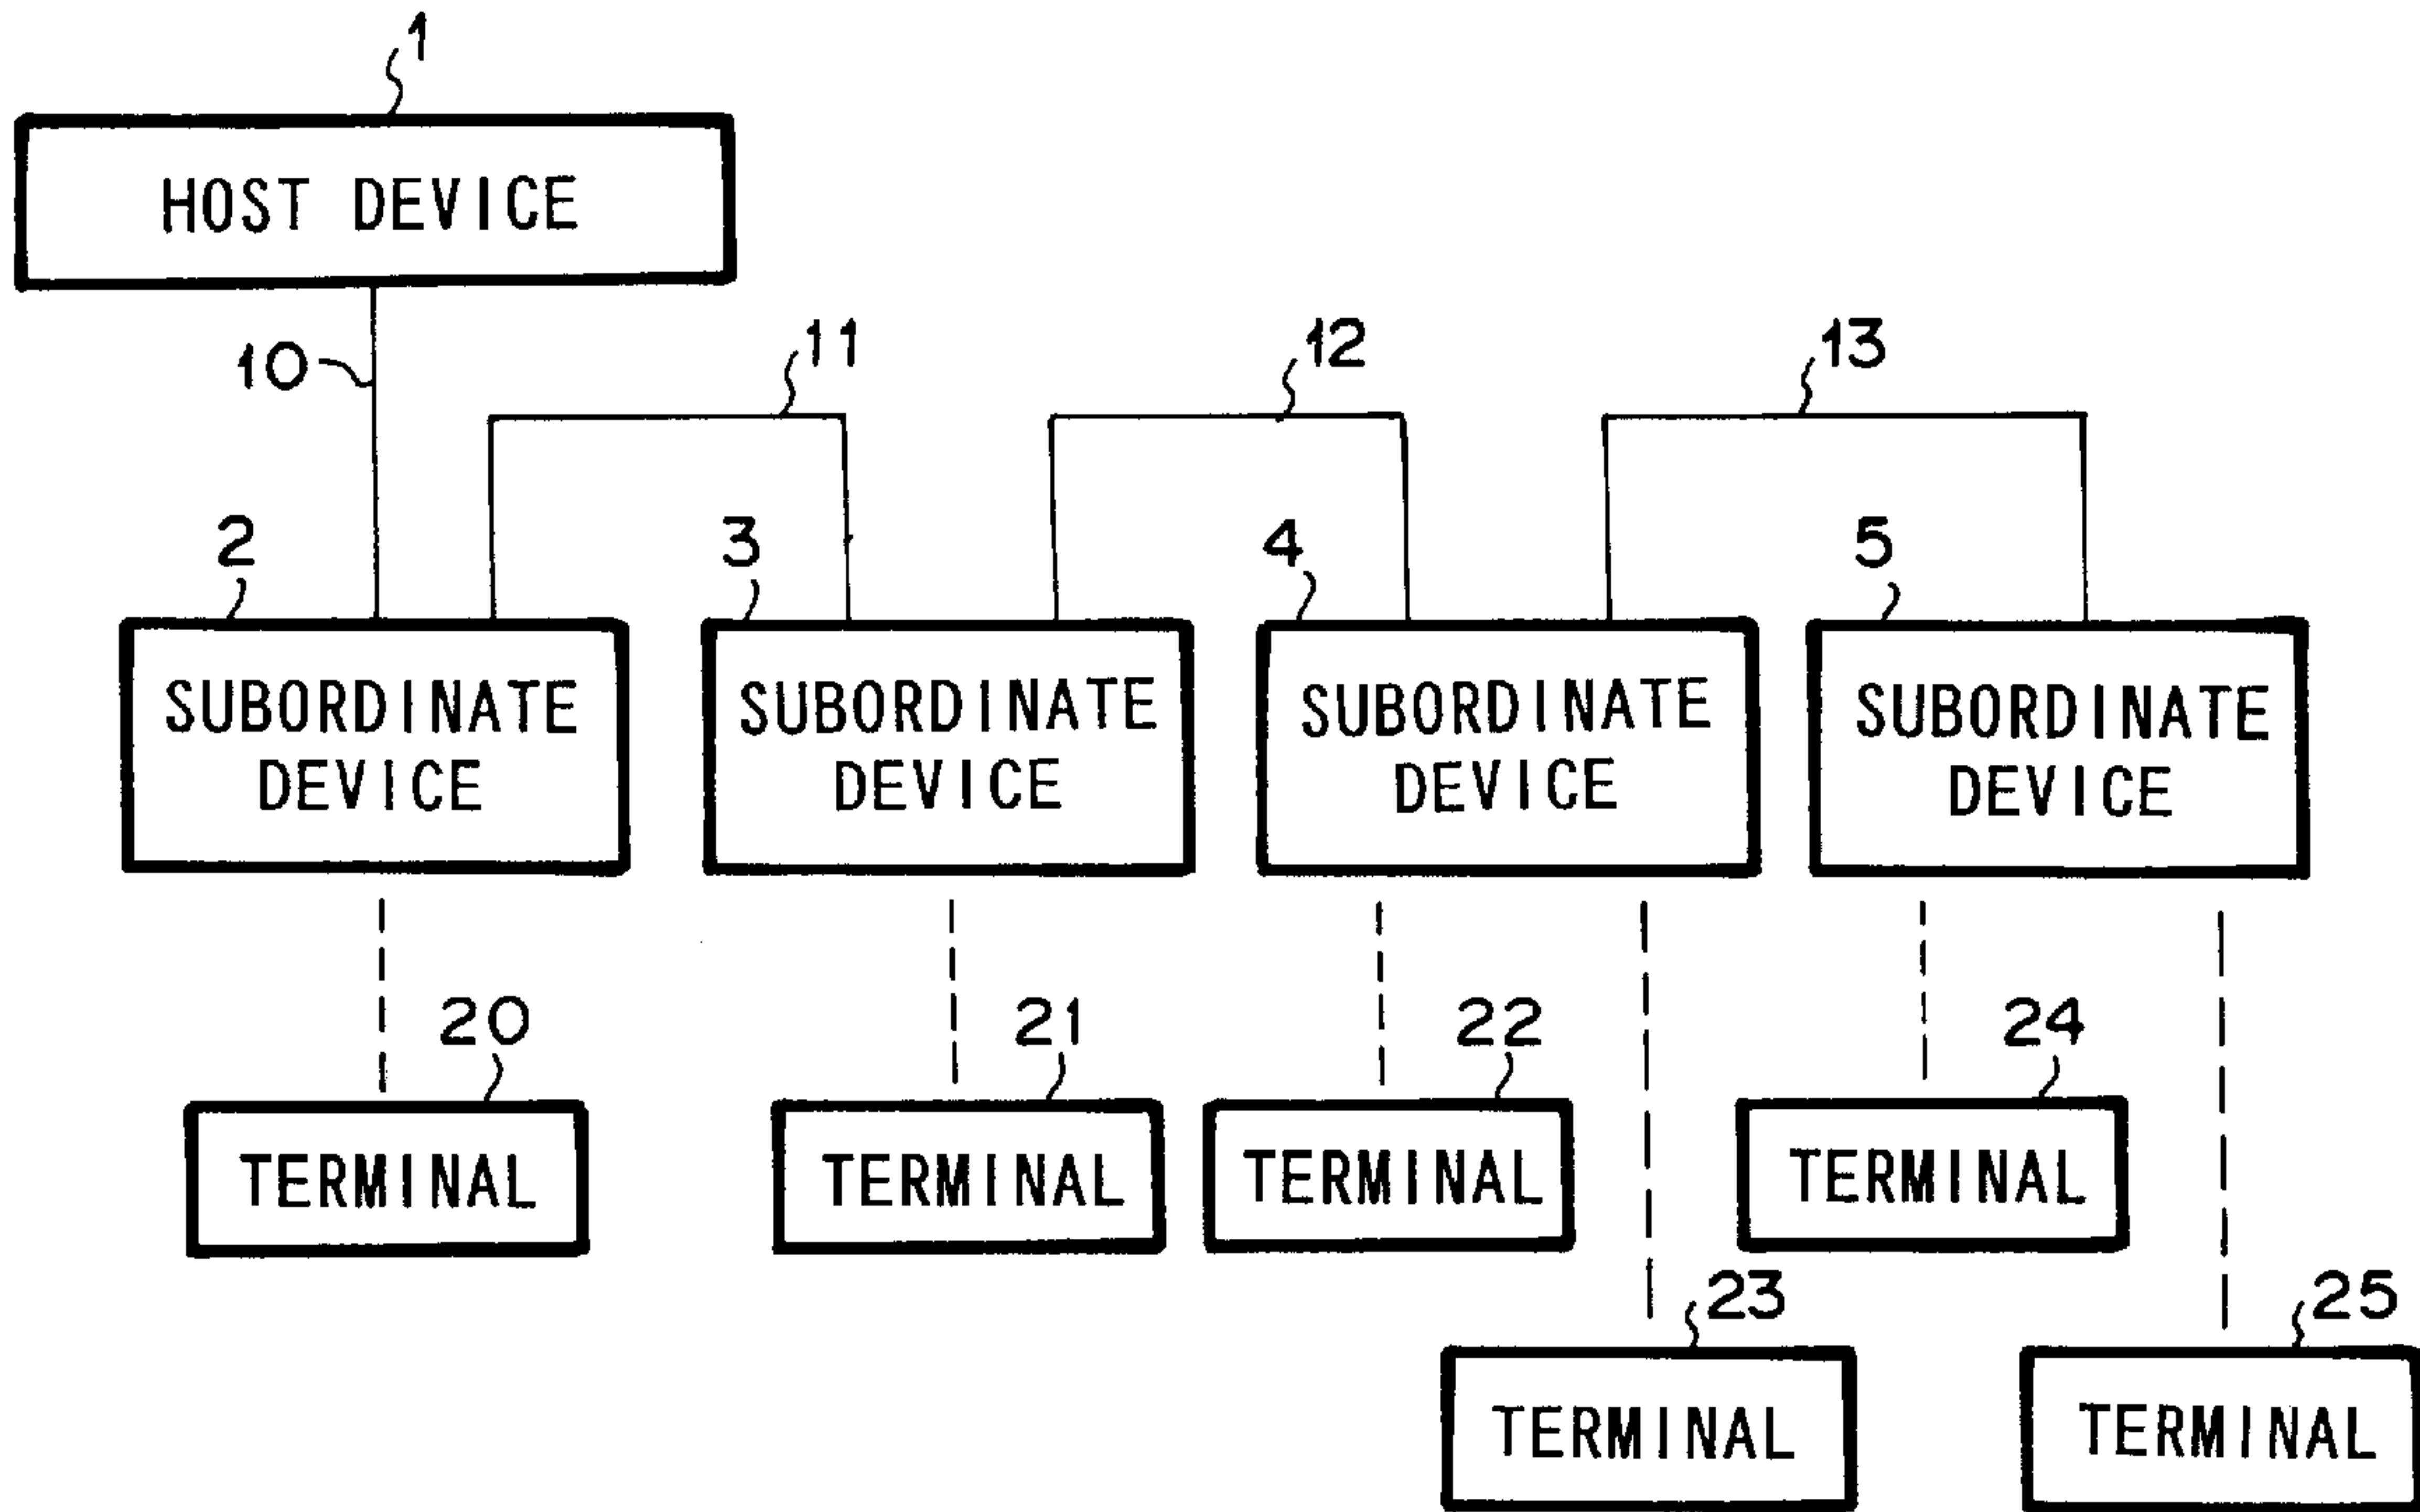 1
HOST DEVICE
10
11
12
13
2
3
4
5
SUBORDINATE
DEVICE
SUBORDINATE
DEVICE
SUBORDINATE
DEVICE
SUBORDINATE
DEVICE
20
21
22
24
TERMINAL
TERMINAL
TERMINAL
TERMINAL
23
25
TERMINAL
TERMINAL